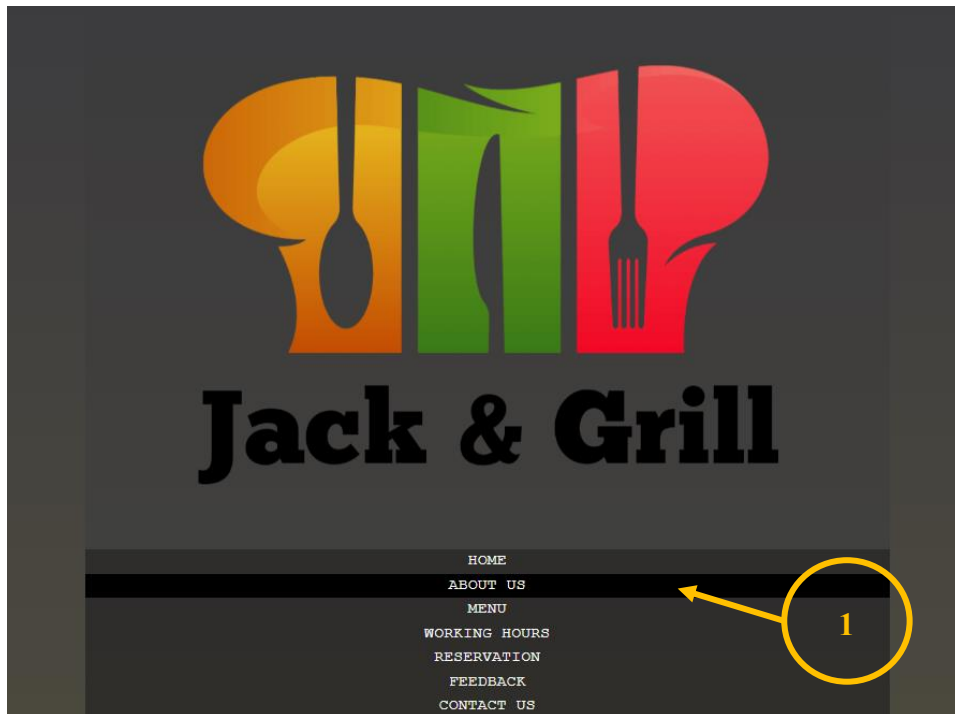 Jack & Grill
HOME
ABOUT US
MENU
WORKING HOURS
RESERVATION
FEEDBACK
CONTACT US
1